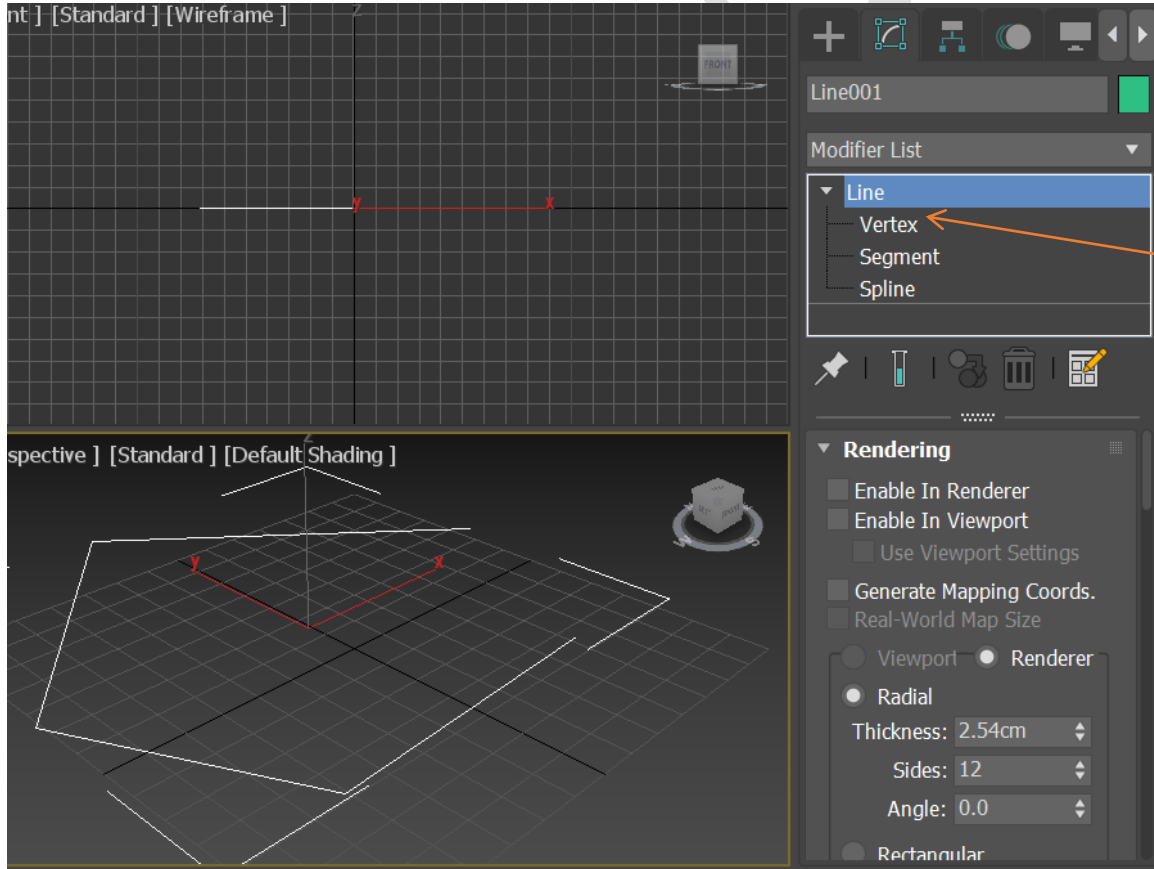 nt ] [Standard ] [Wireframe ]
z
FRONT
y
x
spective ] [Standard ] [Default Shading ]
z
y
x
Line001
Modifier List
Line
Vertex
Segment
Spline
Rendering
Enable In Renderer
Enable In Viewport
Use Viewport Settings
Generate Mapping Coords.
Real-World Map Size
Viewport
Renderer
Radial
Thickness: 2.54cm
Sides: 12
Angle: 0.0
Rectangular